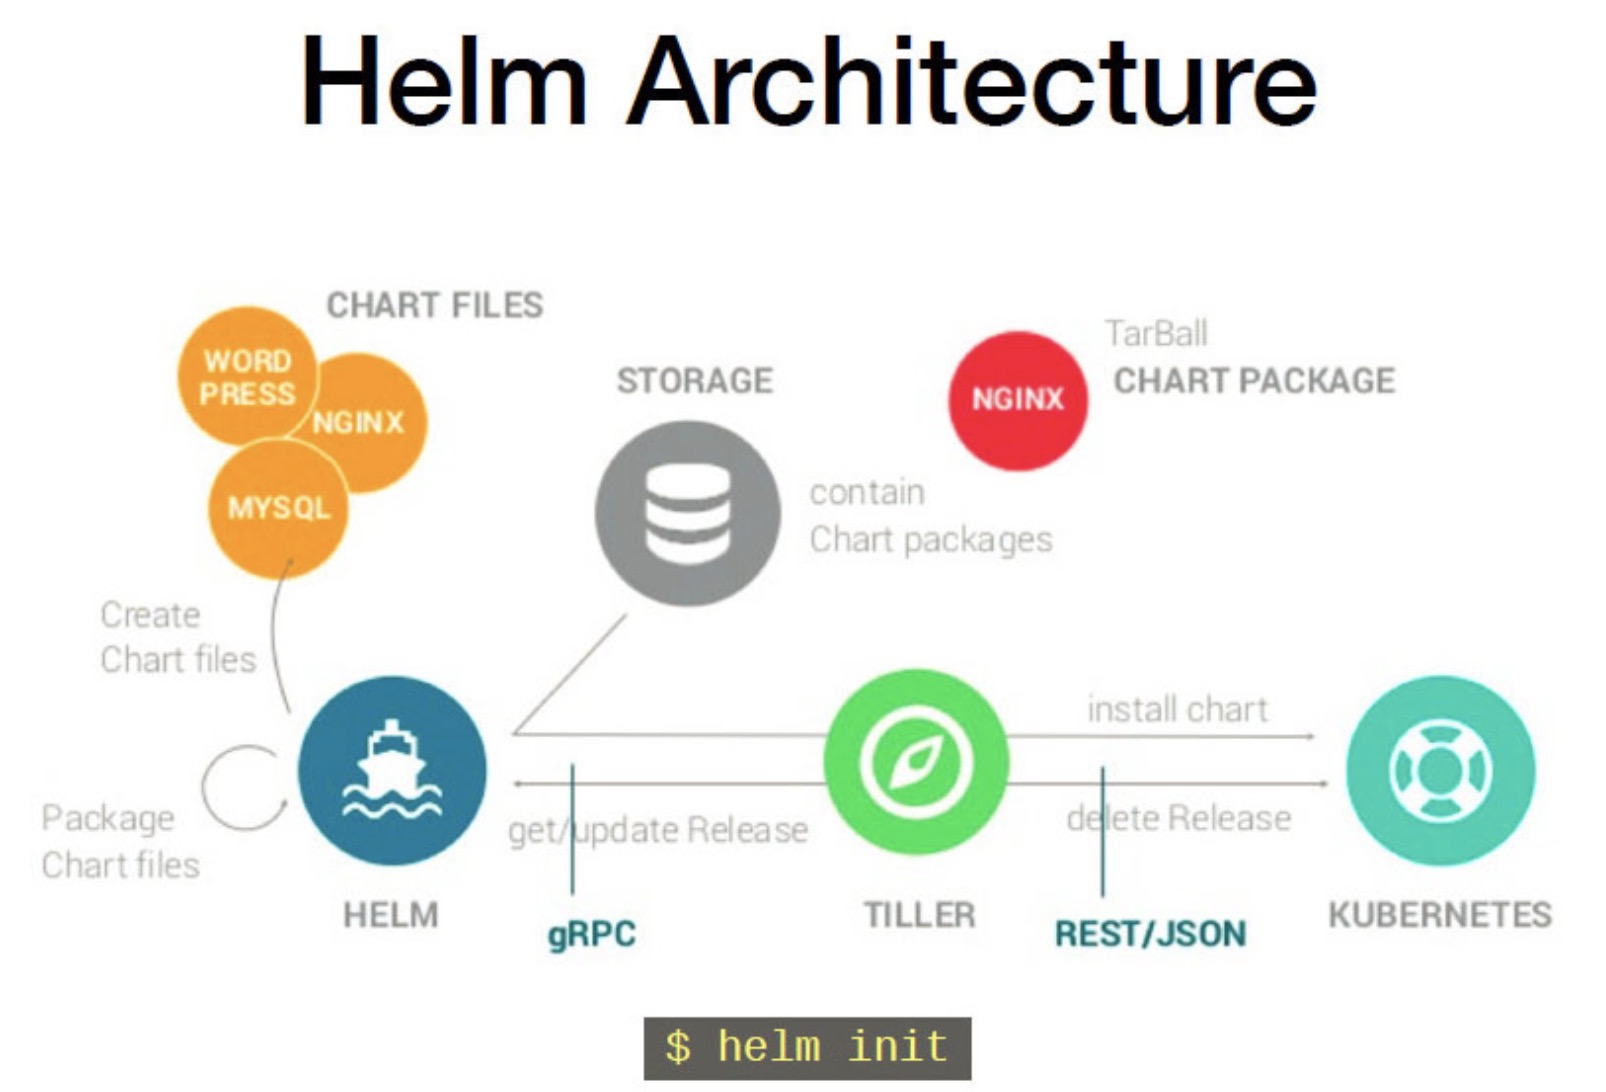 Helm Architecture
CHART FILES
WORD
PRESS
NGINX
MYSQL
STORAGE
NGINX
TarBall
CHART PACKAGE
contain
Chart packages
Create
Chart files
Package
Chart files
install chart
get/update Release
delete Release
HELM
gRPC
TILLER
REST/JSON
KUBERNETES
$ helm init